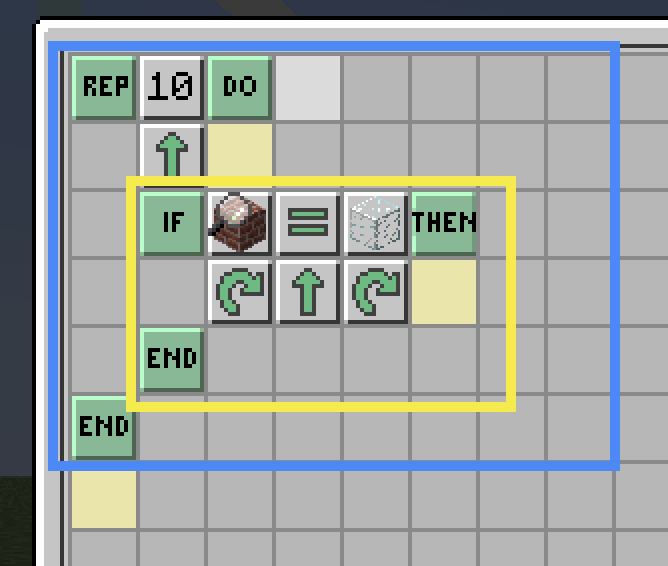 REP 10 DO
IF = THEN
END
END